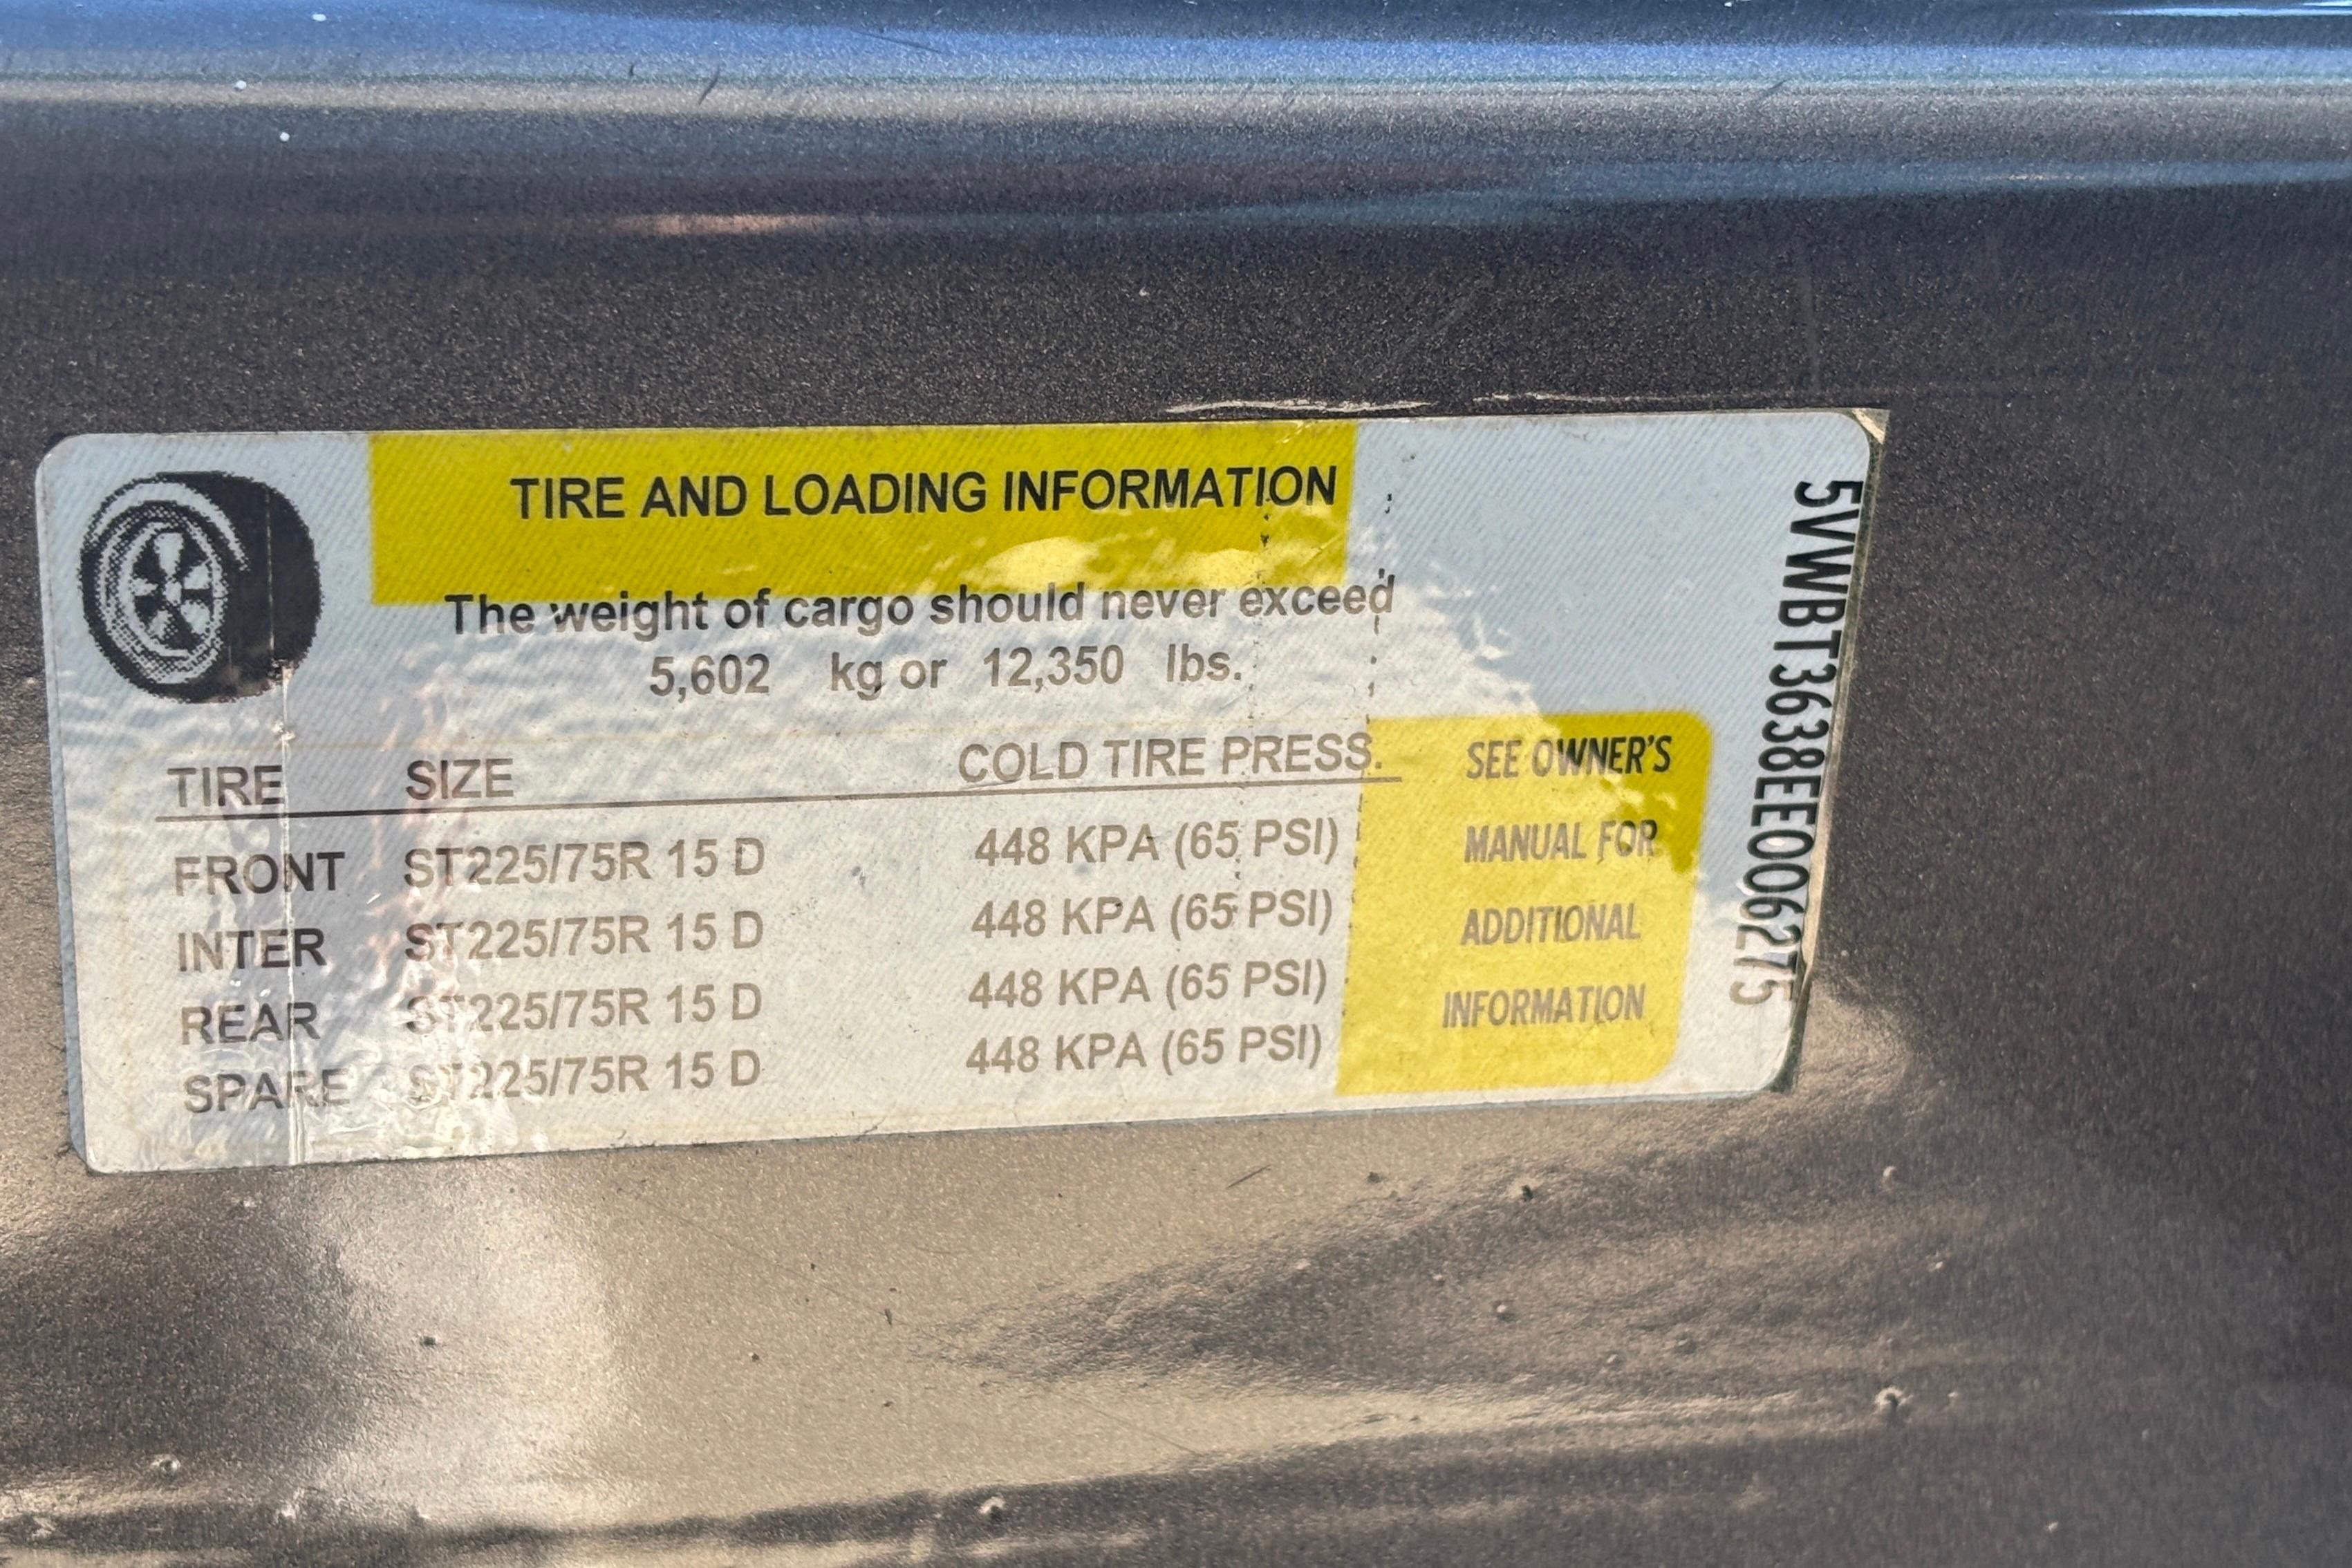 TIRE AND LOADING INFORMATION
The weight of cargo should never exceed
5,602 kg or 12,350 lbs.
TIRE SIZE COLD TIRE PRESS.
FRONT ST225/75R 15 D 448 KPA (65 PSI)
INTER ST225/75R 15 D 448 KPA (65 PSI)
REAR ST225/75R 15 D 448 KPA (65 PSI)
SPARE ST225/75R 15 D 448 KPA (65 PSI)
SEE OWNER'S
MANUAL FOR
ADDITIONAL
INFORMATION
5VWBT3638EE006275